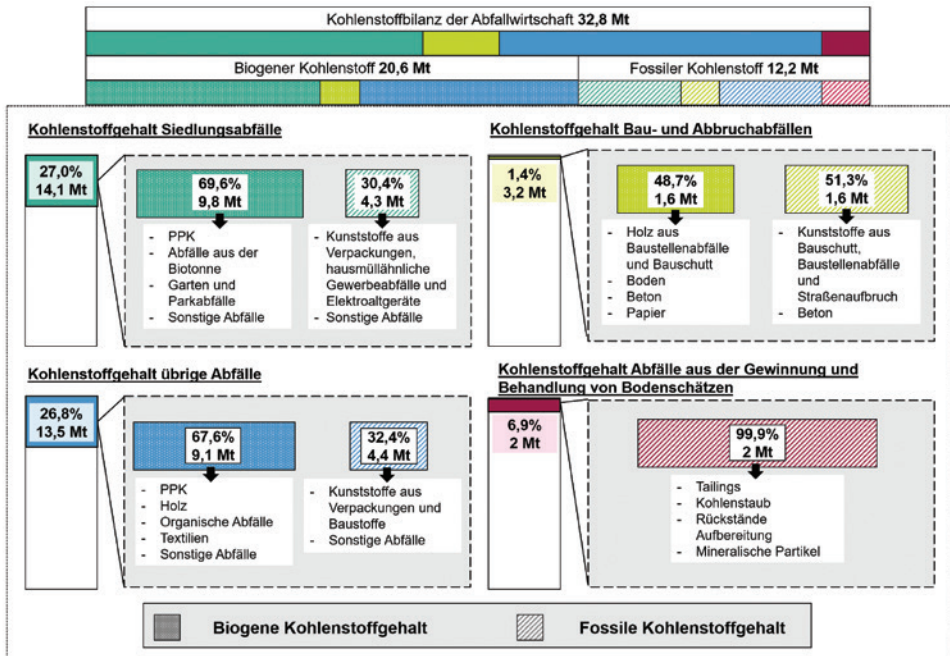 Kohlenstoffbilanz der Abfallwirtschaft 32,8 Mt
Biogener Kohlenstoff 20,6 Mt
Fossiler Kohlenstoff 12,2 Mt
Kohlenstoffgehalt Siedlungsabfälle
27,0%
14,1 Mt
69,6%
9,8 Mt
- PPK
- Abfälle aus der
Biotonne
- Garten und
Parkabfälle
- Sonstige Abfälle
30,4%
4,3 Mt
- Kunststoffe aus
Verpackungen,
hausmüllähnliche
Gewerbeabfälle und
Elektroaltgeräte
- Sonstige Abfälle
Kohlenstoffgehalt Bau- und Abbruchabfällen
1,4%
3,2 Mt
48,7%
1,6 Mt
- Holz aus
Baustellenabfälle
und Bauschutt
- Boden
- Beton
- Papier
51,3%
1,6 Mt
- Kunststoffe aus
Bauschutt,
Baustellenabfälle
und
Straßenaufbruch
- Beton
Kohlenstoffgehalt übrige Abfälle
26,8%
13,5 Mt
67,6%
9,1 Mt
- PPK
- Holz
- Organische Abfälle
- Textilien
- Sonstige Abfälle
32,4%
4,4 Mt
- Kunststoffe aus
Verpackungen und
Baustoffe
- Sonstige Abfälle
Kohlenstoffgehalt Abfälle aus der Gewinnung und
Behandlung von Bodenschätzen
6,9%
2 Mt
99,9%
2 Mt
- Tailings
- Kohlenstaub
- Rückstände
Aufbereitung
- Mineralische Partikel
Biogene Kohlenstoffgehalt
Fossile Kohlenstoffgehalt